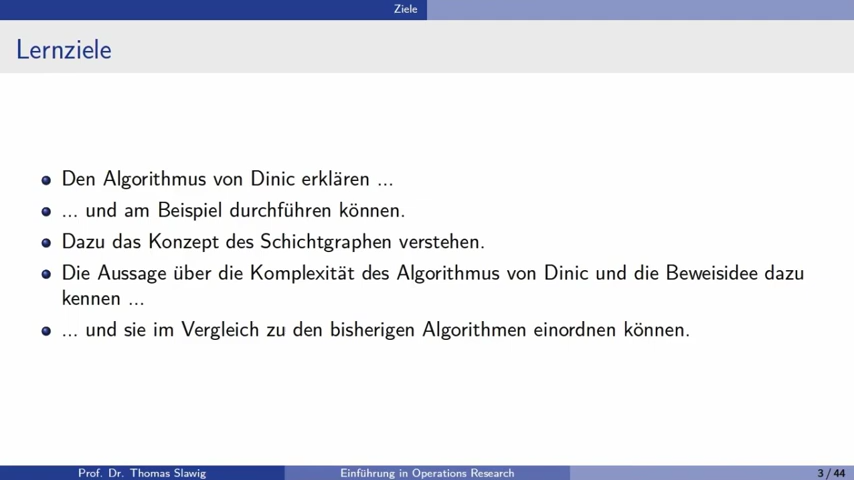 Ziele
Lernziele
Den Algorithmus von Dinic erklären ...
... und am Beispiel durchführen können.
Dazu das Konzept des Schichtgraphen verstehen.
Die Aussage über die Komplexität des Algorithmus von Dinic und die Beweisidee dazu
kennen ...
... und sie im Vergleich zu den bisherigen Algorithmen einordnen können.
Prof. Dr. Thomas Slawig Einführung in Operations Research 3 / 44